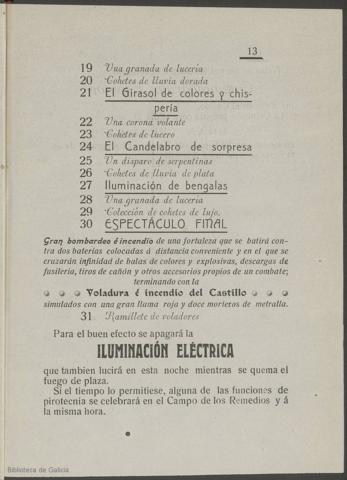 13
19 Una granada de lucería
20 Cohetes de lluvia dorada
21 El Girasol de colores y chis-
pería
22 Una corona volante
23 Cohetes de lucero
24 El Candelabro de sorpresa
25 Un disparo de serpentinas
26 Cohetes de lluvia de plata
27 Iluminación de bengalas
28 Una granada de lucería
29 Colección de cohetes de lujo.
30 ESPECTÁCULO FINAL
Gran bombardeo é incendio de una fortaleza que se batirá con-
tra dos baterías colocadas á distancia conveniente y en el que se
cruzarán infinidad de balas de colores y explosivas, descargas de
fusilería, tiros de cañón y otros accesorios propios de un combate;
terminando con la
Voladura é incendio del Castillo
simulados con una gran llama roja y doce morteros de metralla.
31 Ramillete de voladores
Para el buen efecto se apagará la
ILUMINACIÓN ELÉCTRICA
que tambien lucirá en esta noche mientras se quema el
fuego de plaza.
Si el tiempo lo permitiese, alguna de las funciones de
pirotecnia se celebrará en el Campo de los Remedios y á
la misma hora.
Biblioteca de Galicia